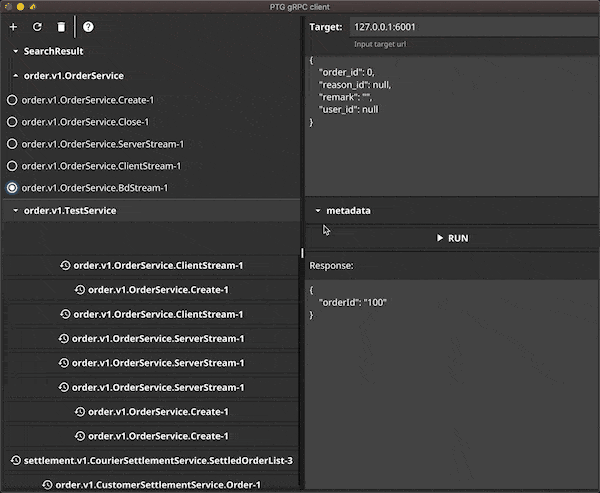 PTG gRPC client
SearchResult
order.v1.OrderService
order.v1.OrderService.Create-1
order.v1.OrderService.Close-1
order.v1.OrderService.ServerStream-1
order.v1.OrderService.ClientStream-1
order.v1.OrderService.BdStream-1
order.v1.TestService
order.v1.OrderService.ClientStream-1
order.v1.OrderService.Create-1
order.v1.OrderService.ClientStream-1
order.v1.OrderService.ServerStream-1
order.v1.OrderService.ServerStream-1
order.v1.OrderService.ServerStream-1
order.v1.OrderService.Create-1
order.v1.OrderService.Create-1
settlement.v1.CourierSettlementService.SettledOrderList-3
order.v1.CustomerSettlementService.Order-1
Target: 127.0.0.1:6001
Input target url
{
"order_id": 0,
"reason_id": null,
"remark": "",
"user_id": null
}
metadata
RUN
Response:
{
"orderId": "100"
}